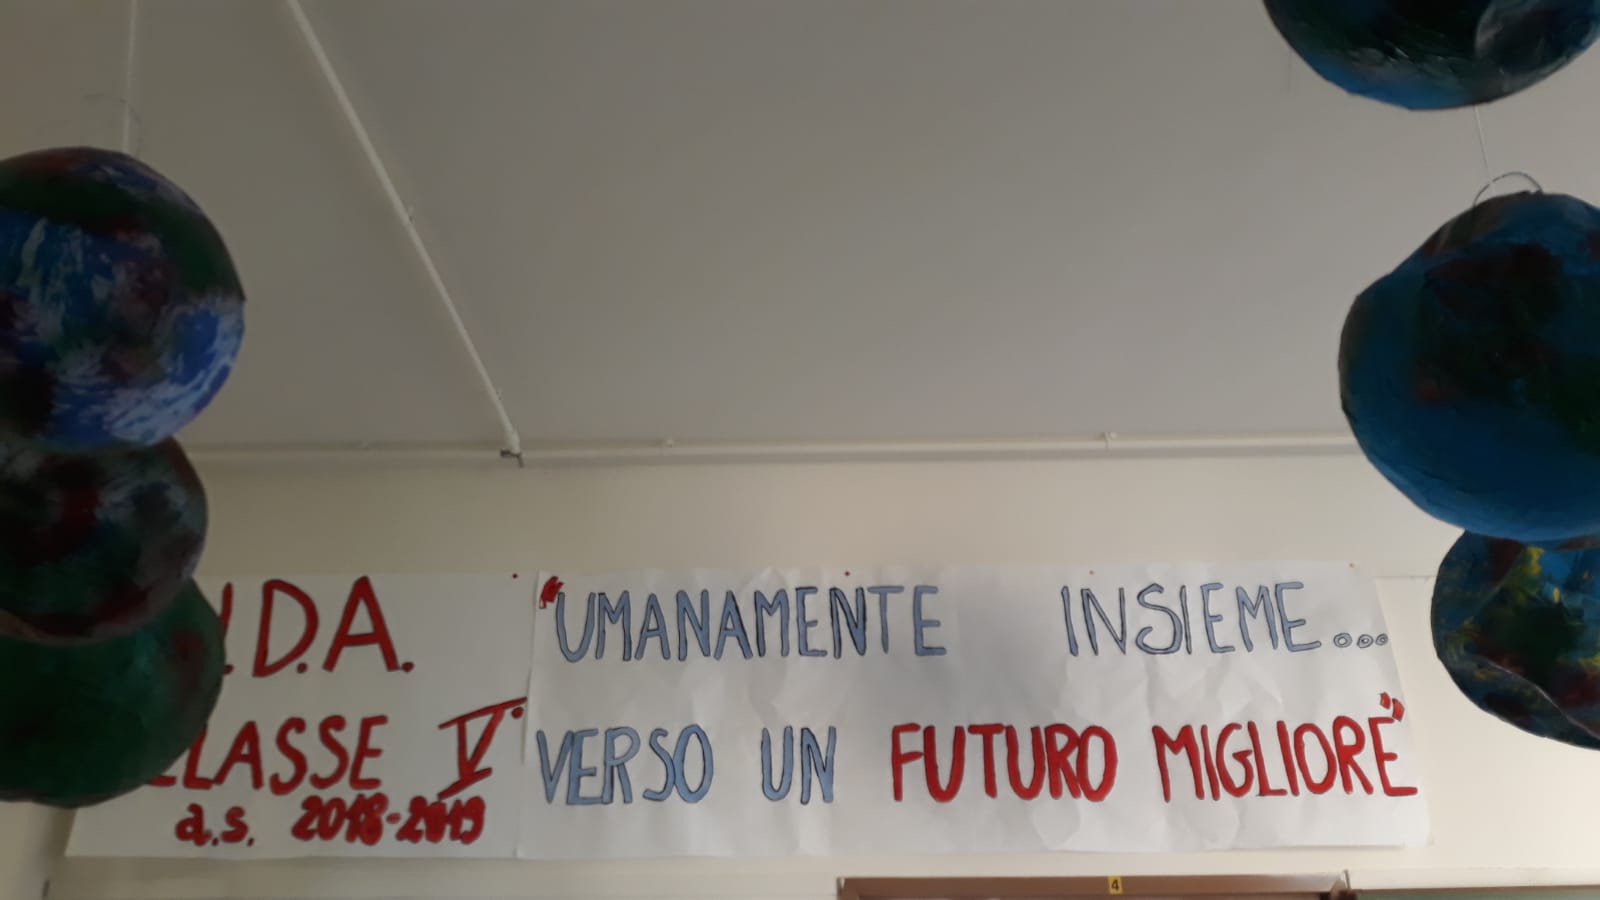 .D.A.
CLASSE V°
a.s. 2018-2019
"UMANAMENTE INSIEME...
VERSO UN FUTURO MIGLIORE"
4